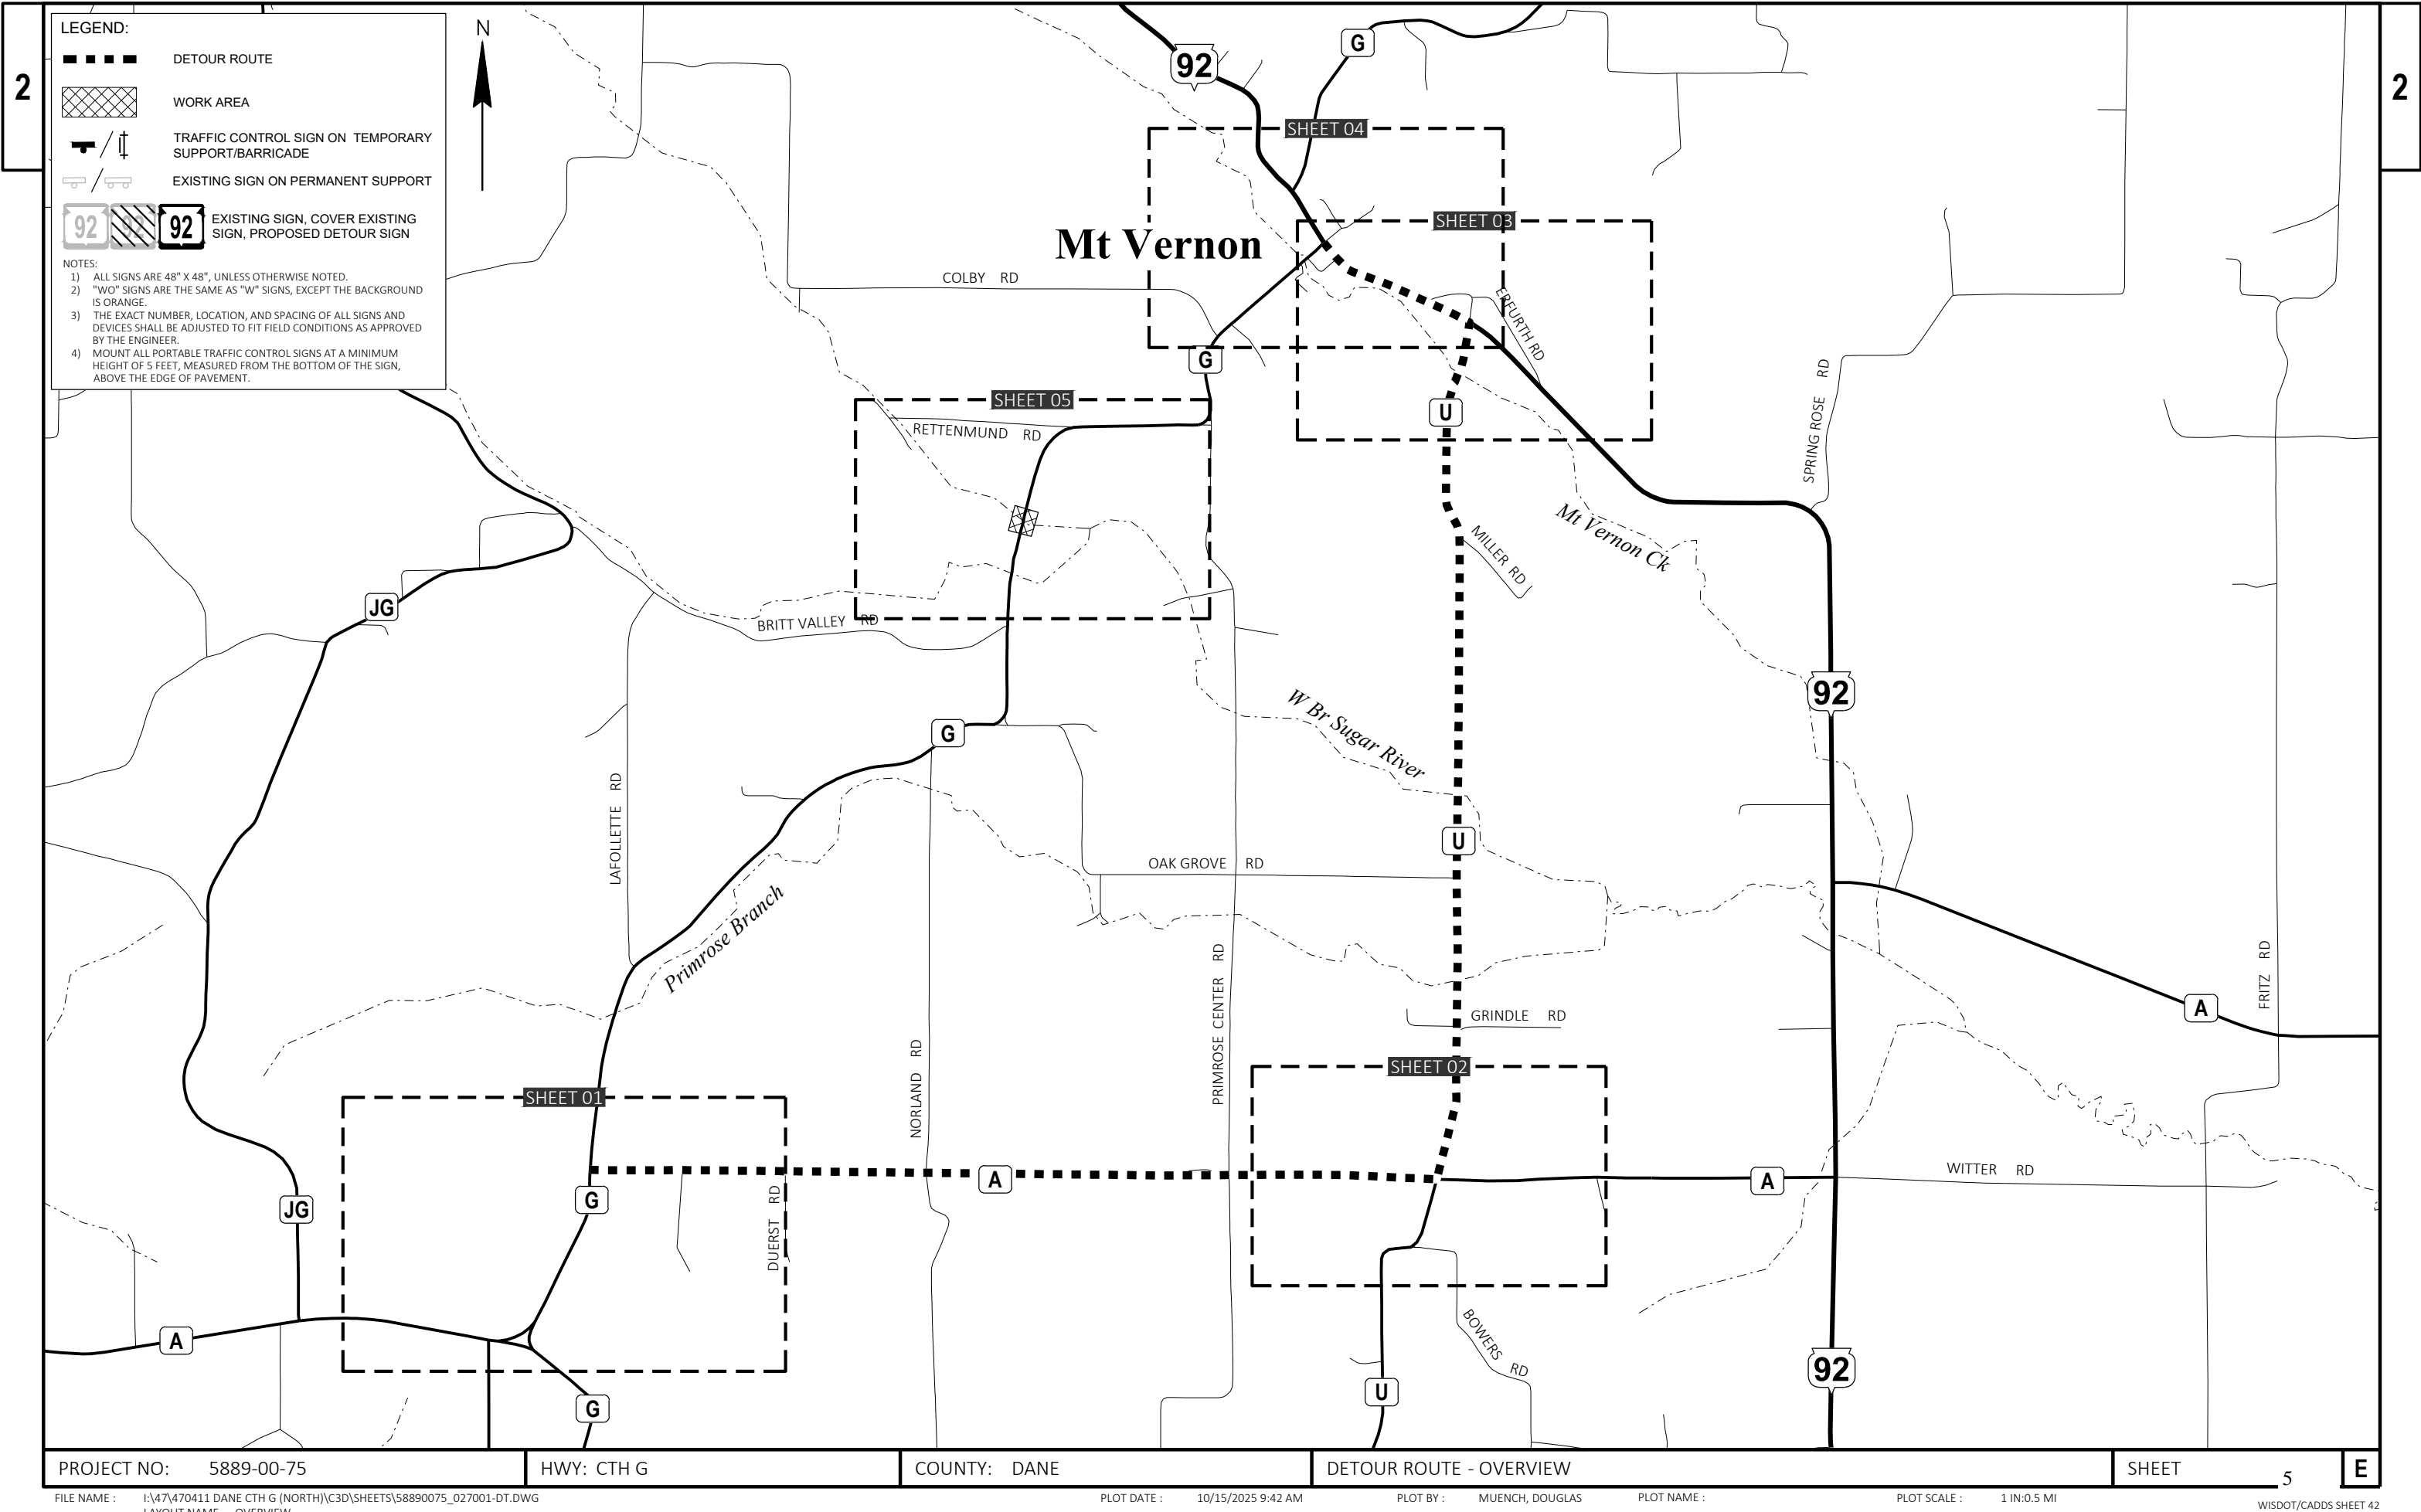 LEGEND:
DETOUR ROUTE
WORK AREA
TRAFFIC CONTROL SIGN ON TEMPORARY
SUPPORT/BARRICADE
EXISTING SIGN ON PERMANENT SUPPORT
92 92 92 EXISTING SIGN, COVER EXISTING
SIGN, PROPOSED DETOUR SIGN
NOTES:
1) ALL SIGNS ARE 48" X 48", UNLESS OTHERWISE NOTED.
2) "WO" SIGNS ARE THE SAME AS "W" SIGNS, EXCEPT THE BACKGROUND
IS ORANGE.
3) THE EXACT NUMBER, LOCATION, AND SPACING OF ALL SIGNS AND
DEVICES SHALL BE ADJUSTED TO FIT FIELD CONDITIONS AS APPROVED
BY THE ENGINEER.
4) MOUNT ALL PORTABLE TRAFFIC CONTROL SIGNS AT A MINIMUM
HEIGHT OF 5 FEET, MEASURED FROM THE BOTTOM OF THE SIGN,
ABOVE THE EDGE OF PAVEMENT.
2
N
2
G
92
SHEET 04
SHEET 03
Mt Vernon
COLBY RD
ERFURTH RD
G
SPRING ROSE RD
SHEET 05
U
RETTENMUND RD
Mt Vernon Ck
MILLER RD
JG
BRITT VALLEY RD
92
W Br Sugar River
G
LAFOLLETTE RD
U
OAK GROVE RD
Primrose Branch
PRIMROSE CENTER RD
FRITZ RD
A
GRINDLE RD
NORLAND RD
SHEET 02
SHEET 01
WITTER RD
A
A
G
JG
DUERST RD
A
BOWERS RD
92
U
G
PROJECT NO: 5889-00-75
HWY: CTH G
COUNTY: DANE
DETOUR ROUTE - OVERVIEW
SHEET 5
E
FILE NAME : I:\47\470411 DANE CTH G (NORTH)\C3D\SHEETS\58890075_027001-DT.DWG
PLOT DATE : 10/15/2025 9:42 AM
PLOT BY : MUENCH, DOUGLAS
PLOT NAME :
PLOT SCALE : 1 IN:0.5 MI
WISDOT/CADDS SHEET 42
LAYOUT NAME - OVERVIEW